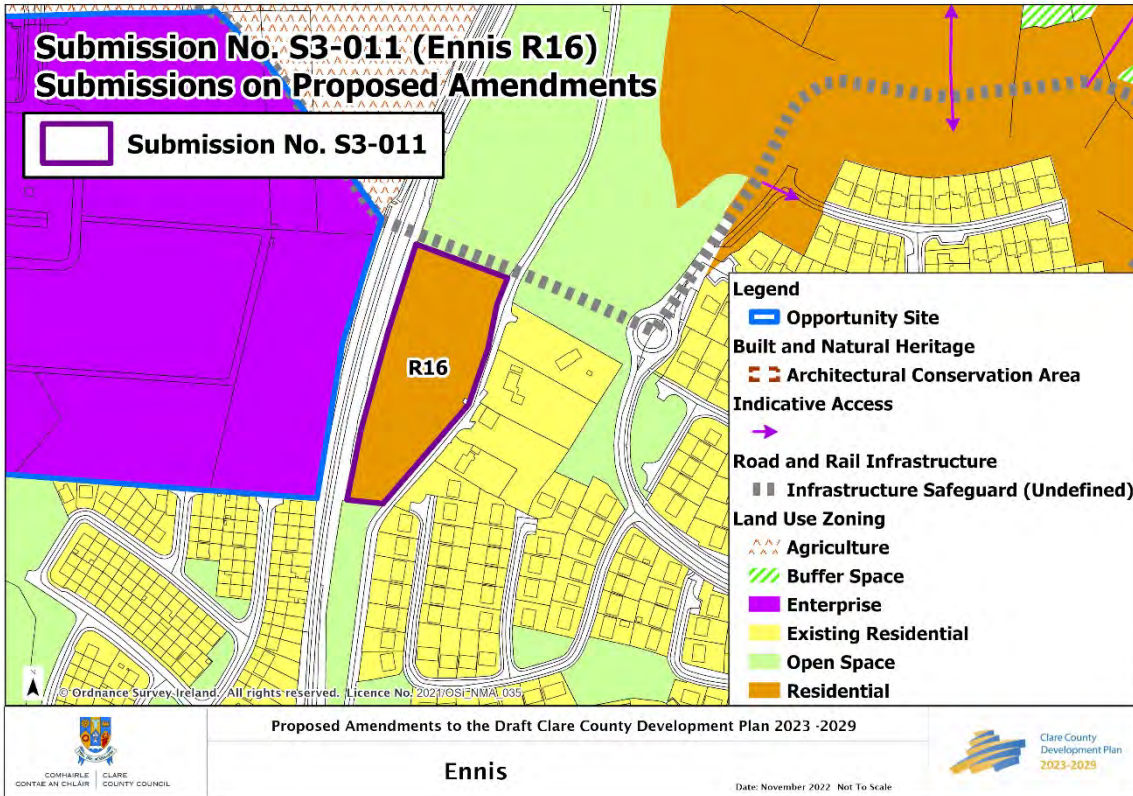 Submission No. S3-011 (Ennis R16)
Submissions on Proposed Amendments
Submission No. S3-011
R16
Legend
Opportunity Site
Built and Natural Heritage
Architectural Conservation Area
Indicative Access
Road and Rail Infrastructure
Infrastructure Safeguard (Undefined)
Land Use Zoning
Agriculture
Buffer Space
Enterprise
Existing Residential
Open Space
Residential
N
© Ordnance Survey Ireland. All rights reserved. Licence No. 2021/OSi_NMA_035
COMHAIRLE
CONTAE AN CHLÁIR
CLARE
COUNTY COUNCIL
Proposed Amendments to the Draft Clare County Development Plan 2023 -2029
Ennis
Date: November 2022 Not To Scale
Clare County
Development Plan
2023-2029